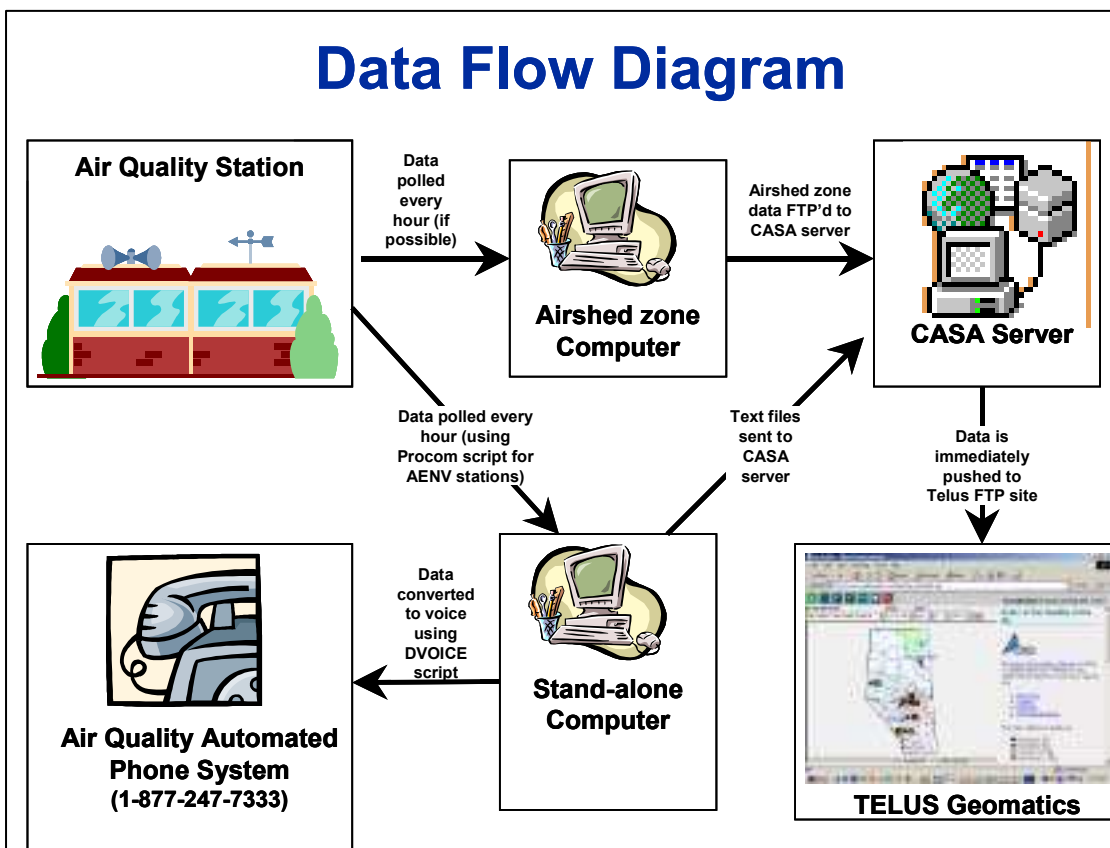 Data Flow Diagram
Air Quality Station
Data
polled
every
hour (if
possible)
Airshed zone
Computer
Airshed zone
data FTP'd to
CASA server
CASA Server
Data polled every
hour (using
Procom script for
AENV stations)
Text files
sent to
CASA
server
Data is
immediately
pushed to
Telus FTP site
Air Quality Automated
Phone System
(1-877-247-7333)
Data
converted
to voice
using
DVOICE
script
Stand-alone
Computer
TELUS Geomatics